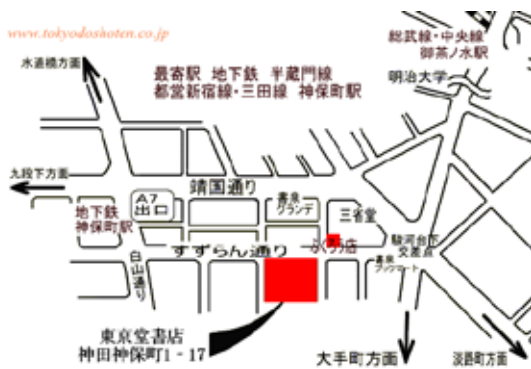 www.tokyodoshoten.co.jp
総武線・中央線
御茶ノ水駅
水道橋方面
最寄駅 地下鉄 半蔵門線
都営新宿線・三田線 神保町駅
明治大学
九段下方面
靖国通り
A7
出口
書泉
グランデ
三省堂
地下鉄
神保町駅
すずらん通り
ふくろう店
駿河台下
交差点
書泉
ブックマート
白山通り
東京堂書店
神田神保町1-17
大手町方面
淡路町方面